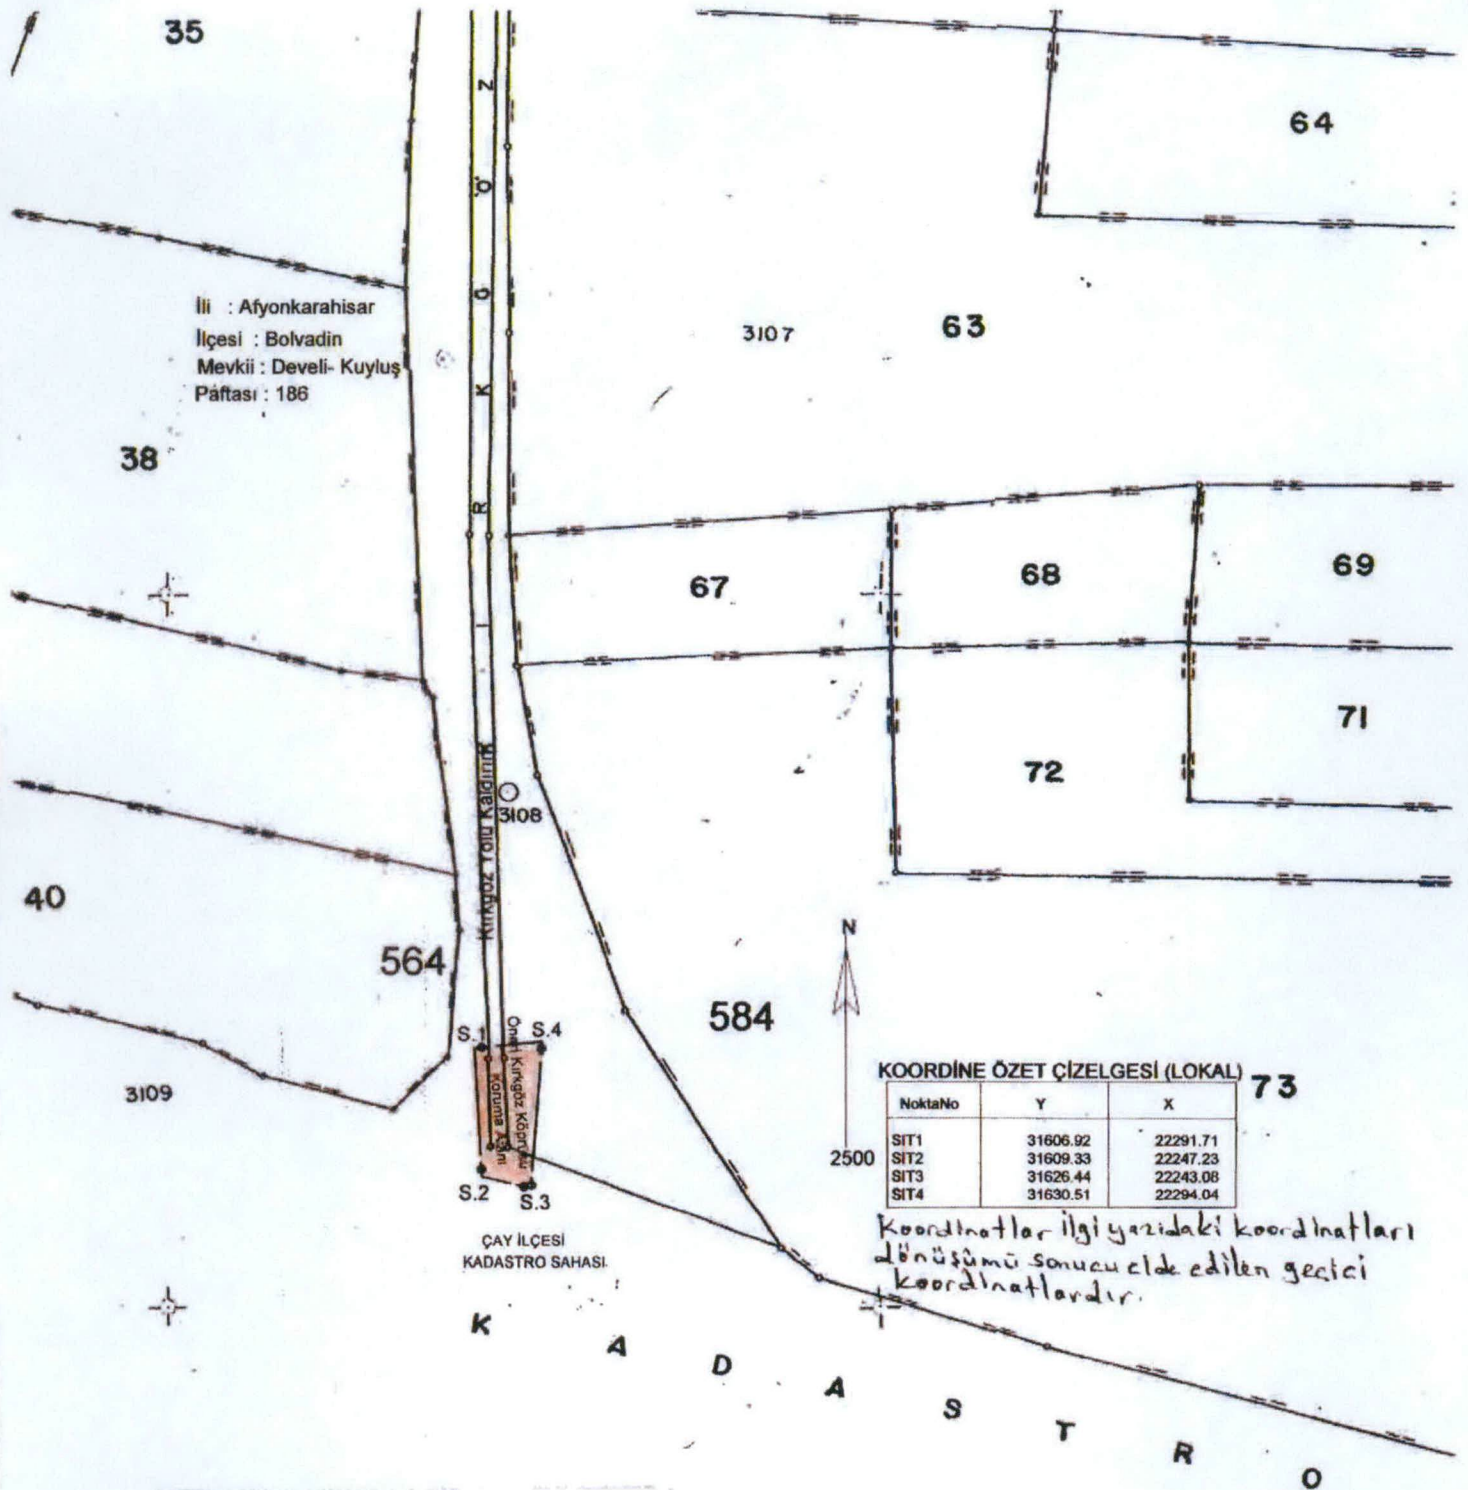 35
64
İli : Afyonkarahisar
İlçesi : Bolvadin
Mevkii : Develi- Kuyluş
Paftası : 186
3107
63
38
K I R K G Ö Z
67
68
69
71
72
Kırkgöz Yolu Kaldırım
3108
40
564
N
584
2500
S.1
S.4
Öneri Kırkgöz Köprüsü
Koruma Alanı
S.2
S.3
3109
73
KOORDİNE ÖZET ÇİZELGESİ (LOKAL)
NoktaNo Y X
SIT1 31606.92 22291.71
SIT2 31609.33 22247.23
SIT3 31626.44 22243.08
SIT4 31630.51 22294.04
Koordinatlar ilgi yazıdaki koordinatları
dönüşümü sonucu elde edilen geçici
koordinatlardır.
ÇAY İLÇESİ
KADASTRO SAHASI
K A D A S T R O